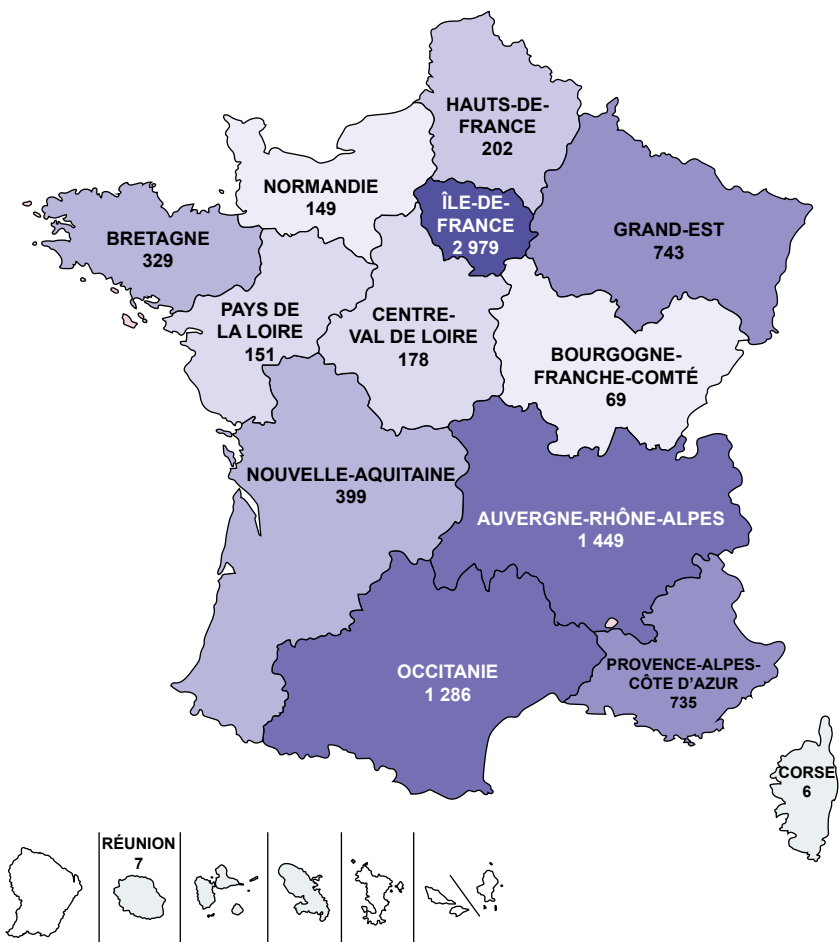 HAUTS-DE-
FRANCE
202
NORMANDIE
149
ÎLE-DE-
FRANCE
2 979
GRAND-EST
743
BRETAGNE
329
PAYS DE
LA LOIRE
151
CENTRE-
VAL DE LOIRE
178
BOURGOGNE-
FRANCHE-COMTÉ
69
NOUVELLE-AQUITAINE
399
AUVERGNE-RHÔNE-ALPES
1 449
OCCITANIE
1 286
PROVENCE-ALPES-
CÔTE D'AZUR
735
CORSE
6
RÉUNION
7